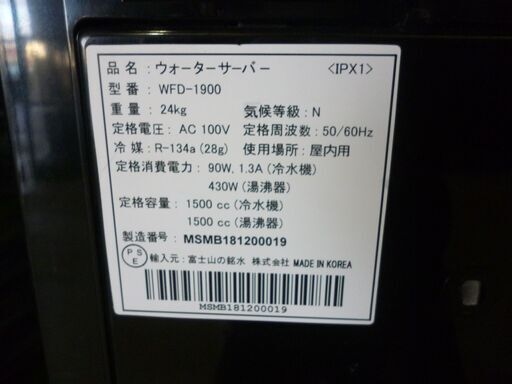 品 名 : ウォーターサーバー 〈IPX1〉
型 番 : WFD-1900
重 量 : 24kg 気候等級: N
定格電圧: AC 100V 定格周波数: 50/60Hz
冷 媒: R-134a (28g) 使用場所: 屋内用
定格消費電力: 90W, 1.3A (冷水機)
430W (湯沸器)
定格容量: 1500 cc (冷水機)
1500 cc (湯沸器)
製造番号: MSMB181200019
P S E 輸入元: 富士山の銘水 株式会社 MADE IN KOREA
MSMB181200019